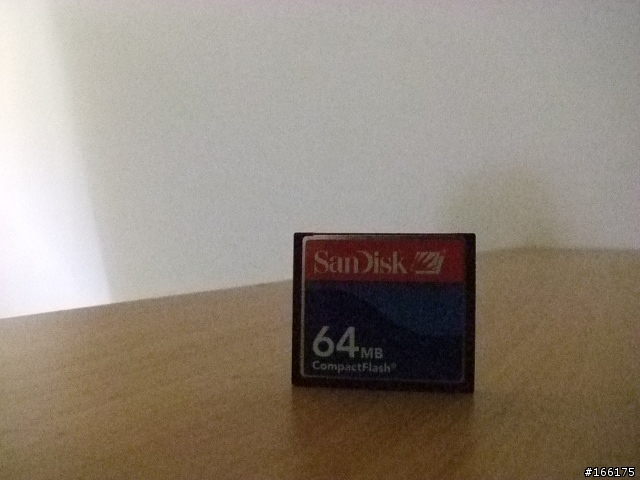 SanDisk
64MB
CompactFlash®
#166175